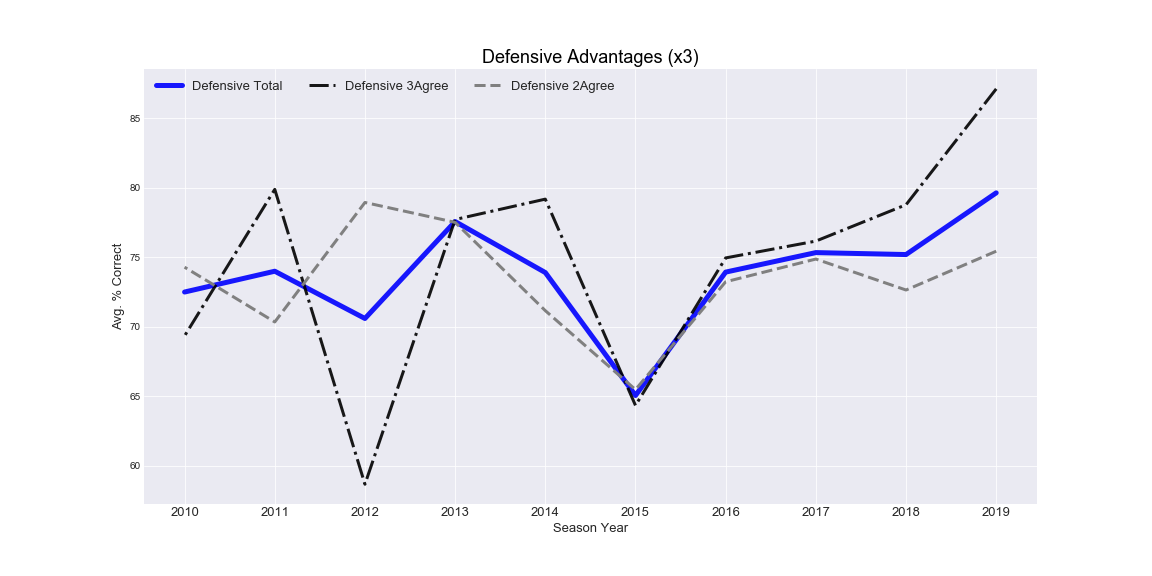 Defensive Advantages (x3)
Defensive Total Defensive 3Agree Defensive 2Agree
85
80
75
70
65
60
Avg. % Correct
2010 2011 2012 2013 2014 2015 2016 2017 2018 2019
Season Year